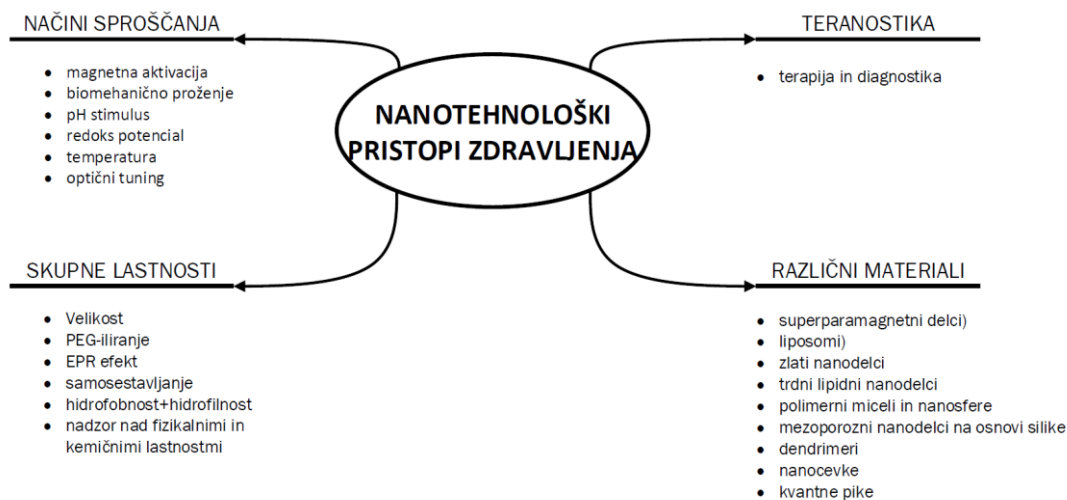 NAČINI SPROŠČANJA
• magnetna aktivacija
• biomehanično proženje
• pH stimulus
• redoks potencial
• temperatura
• optični tuning
TERANOSTIKA
• terapija in diagnostika
NANOTEHNOLOŠKI
PRISTOPI ZDRAVLJENJA
SKUPNE LASTNOSTI
• Velikost
• PEG-iliranje
• EPR efekt
• samosestavljanje
• hidrofobnost+hidrofilnost
• nadzor nad fizikalnimi in
kemičnimi lastnostmi
RAZLIČNI MATERIALI
• superparamagnetni delci)
• liposomi)
• zlati nanodelci
• trdni lipidni nanodelci
• polimerni miceli in nanosfere
• mezoporozni nanodelci na osnovi silike
• dendrimeri
• nanocevke
• kvantne pike